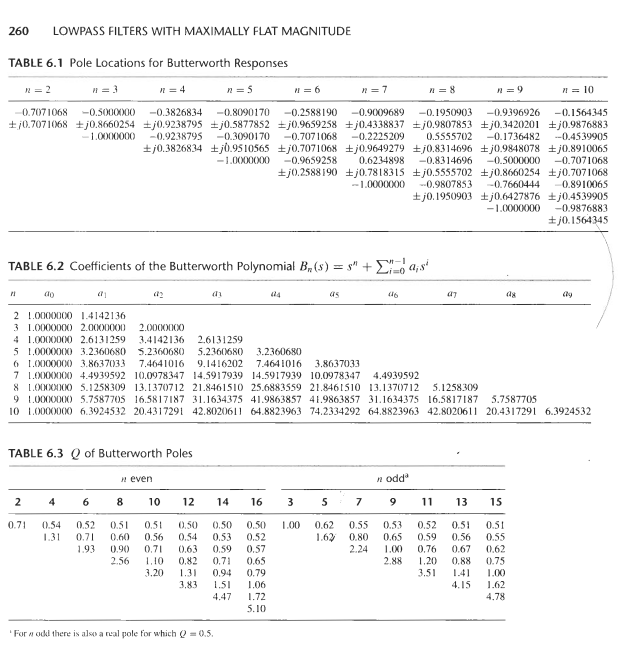 260 LOWPASS FILTERS WITH MAXIMALLY FLAT MAGNITUDE
TABLE 6.1 Pole Locations for Butterworth Responses
n = 2 n = 3 n = 4 n = 5 n = 6 n = 7 n = 8 n = 9 n = 10
−0.7071068 −0.5000000 −0.3826834 −0.8090170 −0.2588190 −0.9009689 −0.1950903 −0.9396926 −0.1564345
±j0.7071068 ±j0.8660254 ±j0.9238795 ±j0.5877852 ±j0.9659258 ±j0.4338837 ±j0.9807853 ±j0.3420201 ±j0.9876883
−1.0000000 −0.9238795 −0.3090170 −0.7071068 −0.2225209 0.5555702 −0.1736482 −0.4539905
±j0.3826834 ±j0.9510565 ±j0.7071068 ±j0.9649279 ±j0.8314696 ±j0.9848078 ±j0.8910065
−1.0000000 −0.9659258 0.6234898 −0.8314696 −0.5000000 −0.7071068
±j0.2588190 ±j0.7818315 ±j0.5555702 ±j0.8660254 ±j0.7071068
−1.0000000 −0.9807853 −0.7660444 −0.8910065
±j0.1950903 ±j0.6427876 ±j0.4539905
−1.0000000 −0.9876883
±j0.1564345
TABLE 6.2 Coefficients of the Butterworth Polynomial Bₙ(s) = sⁿ + ∑ⁿ⁻¹ᵢ₌₀ aᵢsⁱ
n a₀ a₁ a₂ a₃ a₄ a₅ a₆ a₇ a₈ a₉
2 1.0000000 1.4142136
3 1.0000000 2.0000000 2.0000000
4 1.0000000 2.6131259 3.4142136 2.6131259
5 1.0000000 3.2360680 5.2360680 5.2360680 3.2360680
6 1.0000000 3.8637033 7.4641016 9.1416202 7.4641016 3.8637033
7 1.0000000 4.4939592 10.0978347 14.5917939 14.5917939 10.0978347 4.4939592
8 1.0000000 5.1258309 13.1370712 21.8461510 25.6883559 21.8461510 13.1370712 5.1258309
9 1.0000000 5.7587705 16.5817187 31.1634375 41.9863857 41.9863857 31.1634375 16.5817187 5.7587705
10 1.0000000 6.3924532 20.4317291 42.8020611 64.8823963 74.2334292 64.8823963 42.8020611 20.4317291 6.3924532
TABLE 6.3 Q of Butterworth Poles
n even n oddᵃ
2 4 6 8 10 12 14 16 3 5 7 9 11 13 15
0.71 0.54 0.52 0.51 0.51 0.50 0.50 0.50 1.00 0.62 0.55 0.53 0.52 0.51 0.51
1.31 0.71 0.60 0.56 0.54 0.53 0.52 1.62 0.80 0.65 0.59 0.56 0.55
1.93 0.90 0.71 0.63 0.59 0.57 2.24 1.00 0.76 0.67 0.62
2.56 1.10 0.82 0.71 0.65 2.88 1.20 0.88 0.75
3.20 1.31 0.94 0.79 3.51 1.41 1.00
3.83 1.51 1.06 4.15 1.62
4.47 1.72 4.78
5.10
ᵃ For n odd there is also a real pole for which Q = 0.5.